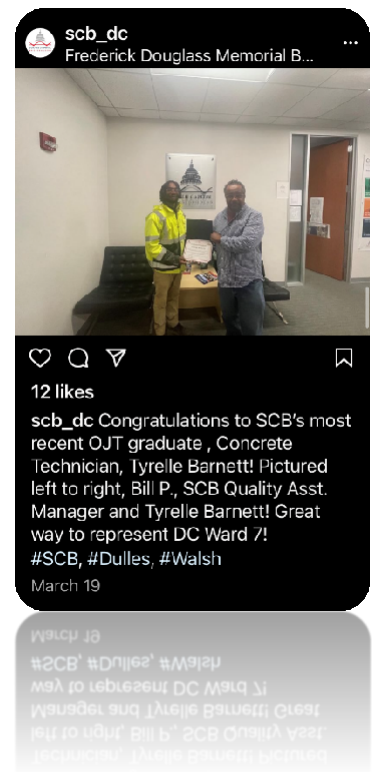 scb_dc
Frederick Douglass Memorial B...
12 likes
scb_dc Congratulations to SCB's most
recent OJT graduate , Concrete
Technician, Tyrelle Barnett! Pictured
left to right, Bill P., SCB Quality Asst.
Manager and Tyrelle Barnett! Great
way to represent DC Ward 7!
#SCB, #Dulles, #Walsh
March 19